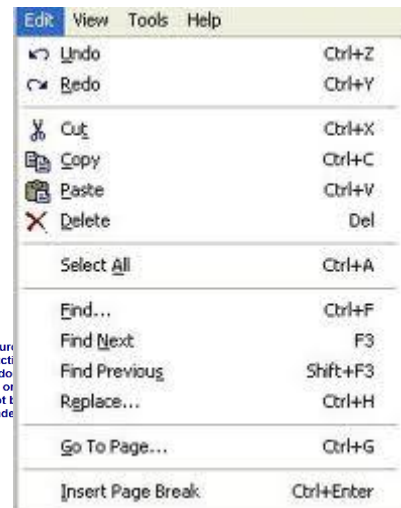 Edit View Tools Help
Undo Ctrl+Z
Redo Ctrl+Y
Cut Ctrl+X
Copy Ctrl+C
Paste Ctrl+V
Delete Del
Select All Ctrl+A
Find... Ctrl+F
Find Next F3
Find Previous Shift+F3
Replace... Ctrl+H
Go To Page... Ctrl+G
Insert Page Break Ctrl+Enter